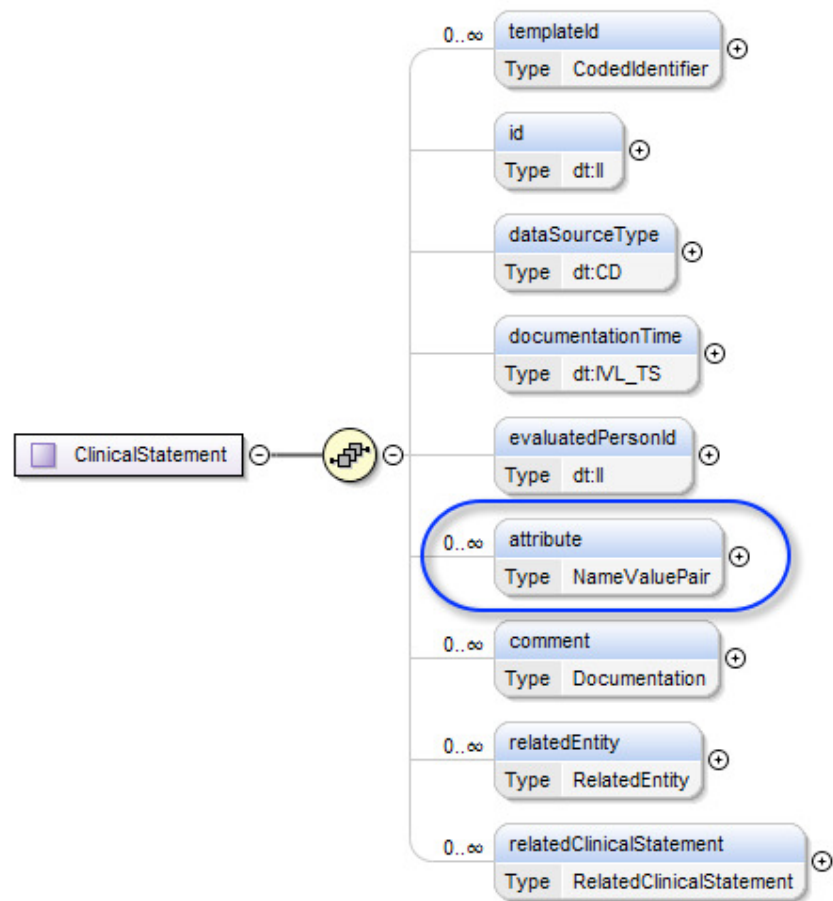 0..∞ templateId
Type CodedIdentifier
id
Type dt:II
dataSourceType
Type dt:CD
documentationTime
Type dt:IVL_TS
ClinicalStatement
evaluatedPersonId
Type dt:II
0..∞ attribute
Type NameValuePair
0..∞ comment
Type Documentation
0..∞ relatedEntity
Type RelatedEntity
0..∞ relatedClinicalStatement
Type RelatedClinicalStatement